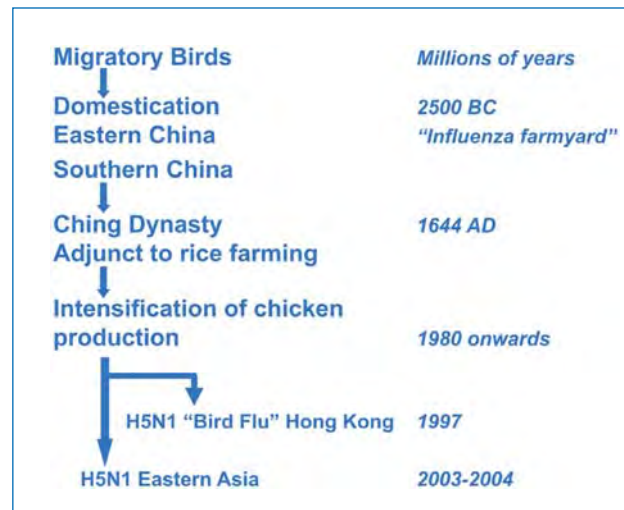 Migratory Birds Millions of years
Domestication 2500 BC
Eastern China “Influenza farmyard”
Southern China
Ching Dynasty 1644 AD
Adjunct to rice farming
Intensification of chicken
production 1980 onwards
H5N1 “Bird Flu” Hong Kong 1997
H5N1 Eastern Asia 2003-2004